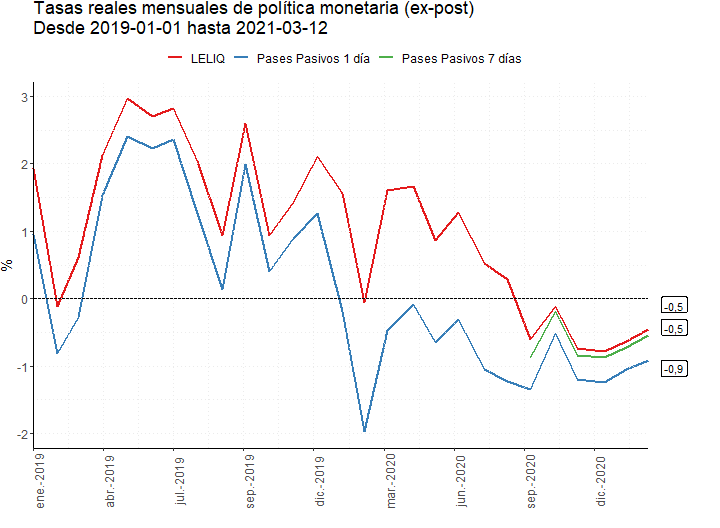 Tasas reales mensuales de política monetaria (ex-post)
Desde 2019-01-01 hasta 2021-03-12
LELIQ Pases Pasivos 1 día Pases Pasivos 7 días
3
2
1
0
-1
-2
%
-0,5
-0,5
-0,9
ene.-2019
abr.-2019
jul.-2019
sep.-2019
dic.-2019
mar.-2020
jun.-2020
sep.-2020
dic.-2020